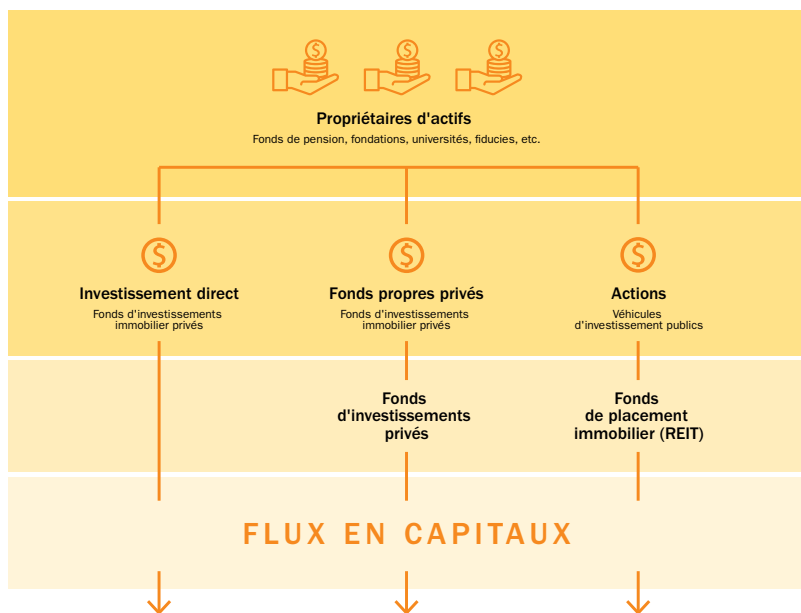 Propriétaires d'actifs
Fonds de pension, fondations, universités, fiducies, etc.
Investissement direct
Fonds d'investissements
immobilier privés
Fonds propres privés
Fonds d'investissements
immobilier privés
Actions
Véhicules
d'investissement publics
Fonds
d'investissements
privés
Fonds
de placement
immobilier (REIT)
FLUX EN CAPITAUX